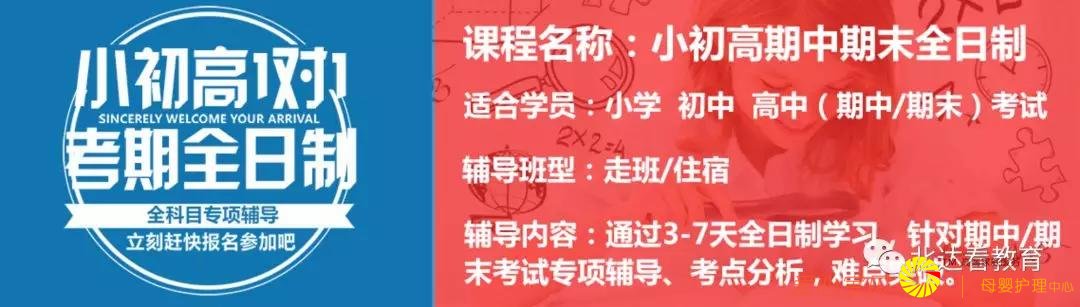 小初高1对1
SINCERELY WELCOME YOUR ARRIVAL
考期全日制
全科目专项辅导
立刻赶快报名参加吧
课程名称：小初高期中期末全日制
适合学员：小学 初中 高中（期中/期末）考试
2×2=4
辅导班型：走班/住宿
辅导内容：通过3-7天全日制学习，针对期中/期
末考试专项辅导、考点分析，难点突破。
北达看教育
母婴护理中心